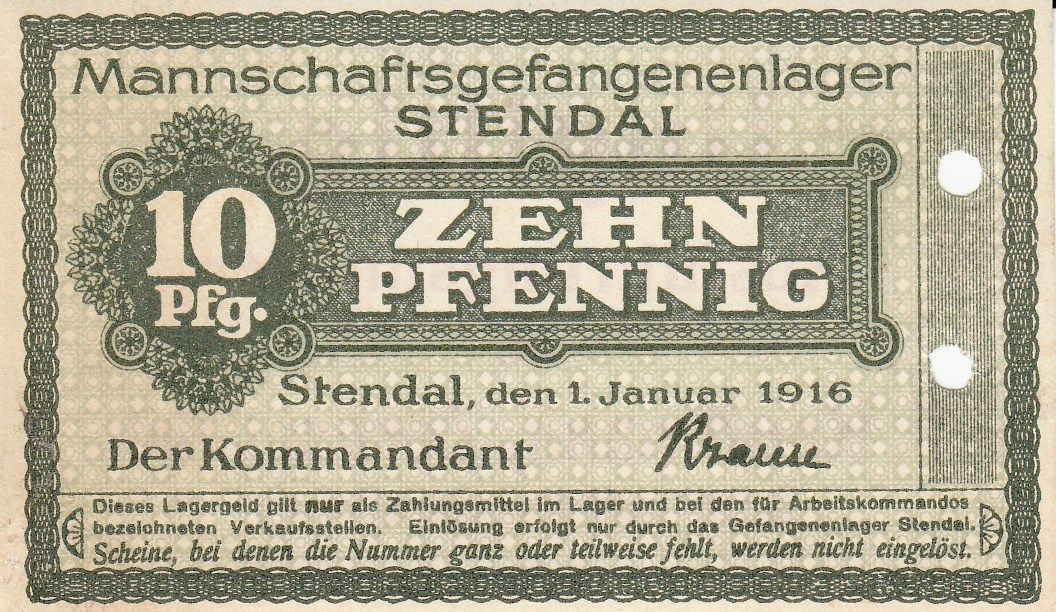 Mannschaftsgefangenenlager
STENDAL
10
Pfg.
ZEHN
PFENNIG
Stendal, den 1. Januar 1916
Der Kommandant
Dieses Lagergeld gilt nur als Zahlungsmittel im Lager und bei den für Arbeitskommandos
bezeichneten Verkaufsstellen. Einlösung erfolgt nur durch das Gefangenenlager Stendal.
Scheine, bei denen die Nummer ganz oder teilweise fehlt, werden nicht eingelöst.